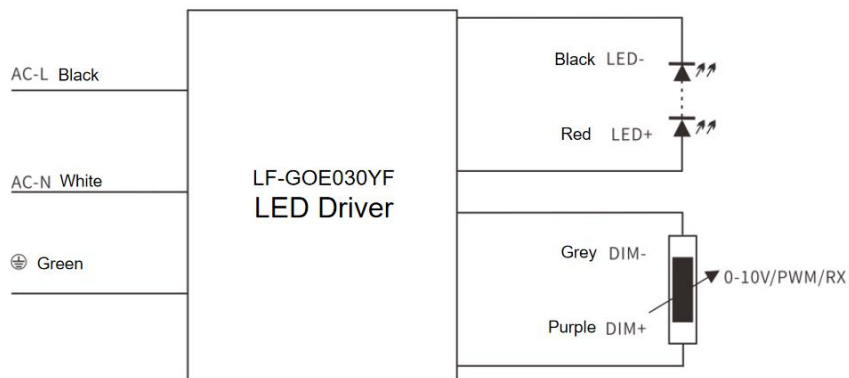 AC-L Black
AC-N White
Green
LF-GOE030YF
LED Driver
Black LED-
Red LED+
Grey DIM-
Purple DIM+
0-10V/PWM/RX